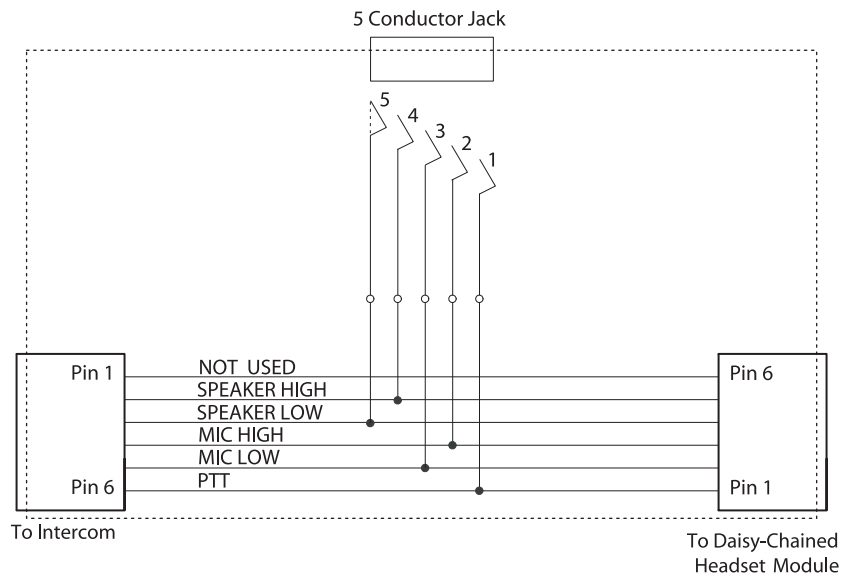 5 Conductor Jack
5
4
3
2
1
Pin 1
NOT USED
Pin 6
SPEAKER HIGH
SPEAKER LOW
MIC HIGH
MIC LOW
Pin 6
PTT
Pin 1
To Intercom
To Daisy-Chained
Headset Module